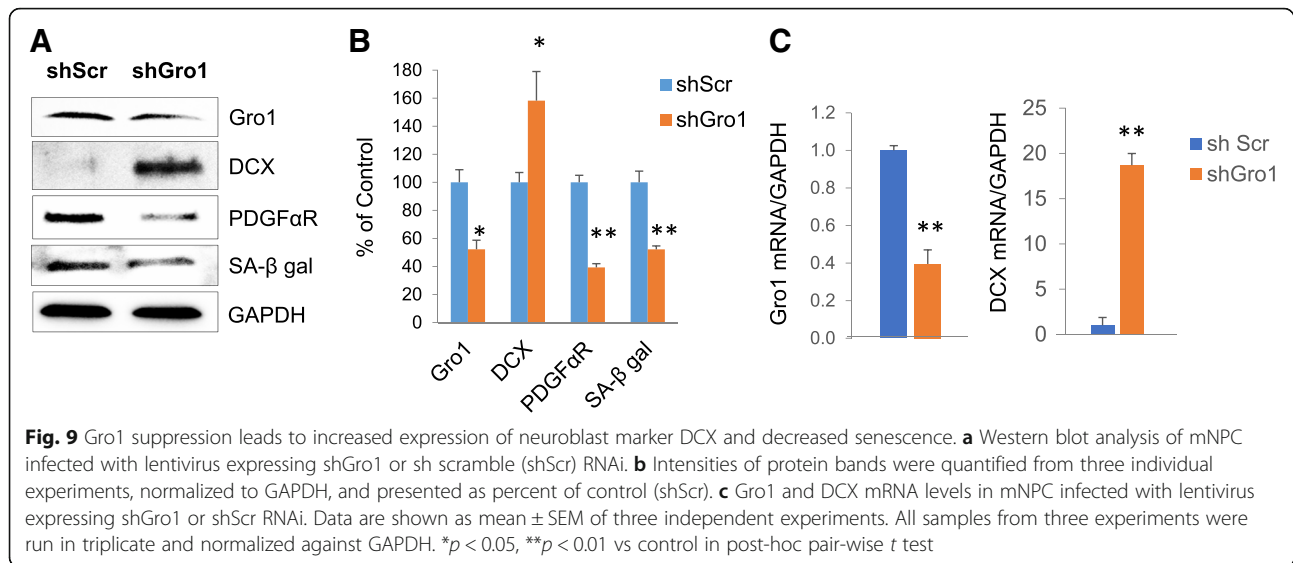 A
shScr shGro1
Gro1
DCX
PDGFαR
SA-β gal
GAPDH
B
% of Control
180
160
140
120
100
80
60
40
20
0
*
*
**
**
Gro1
DCX
PDGFαR
SA-β gal
shScr
shGro1
C
Gro1 mRNA/GAPDH
1.2
1.0
0.8
0.6
0.4
0.2
0.0
**
DCX mRNA/GAPDH
25
20
15
10
5
0
**
sh Scr
shGro1
Fig. 9 Gro1 suppression leads to increased expression of neuroblast marker DCX and decreased senescence. a Western blot analysis of mNPC
infected with lentivirus expressing shGro1 or sh scramble (shScr) RNAi. b Intensities of protein bands were quantified from three individual
experiments, normalized to GAPDH, and presented as percent of control (shScr). c Gro1 and DCX mRNA levels in mNPC infected with lentivirus
expressing shGro1 or shScr RNAi. Data are shown as mean ± SEM of three independent experiments. All samples from three experiments were
run in triplicate and normalized against GAPDH. *p < 0.05, **p < 0.01 vs control in post-hoc pair-wise t test